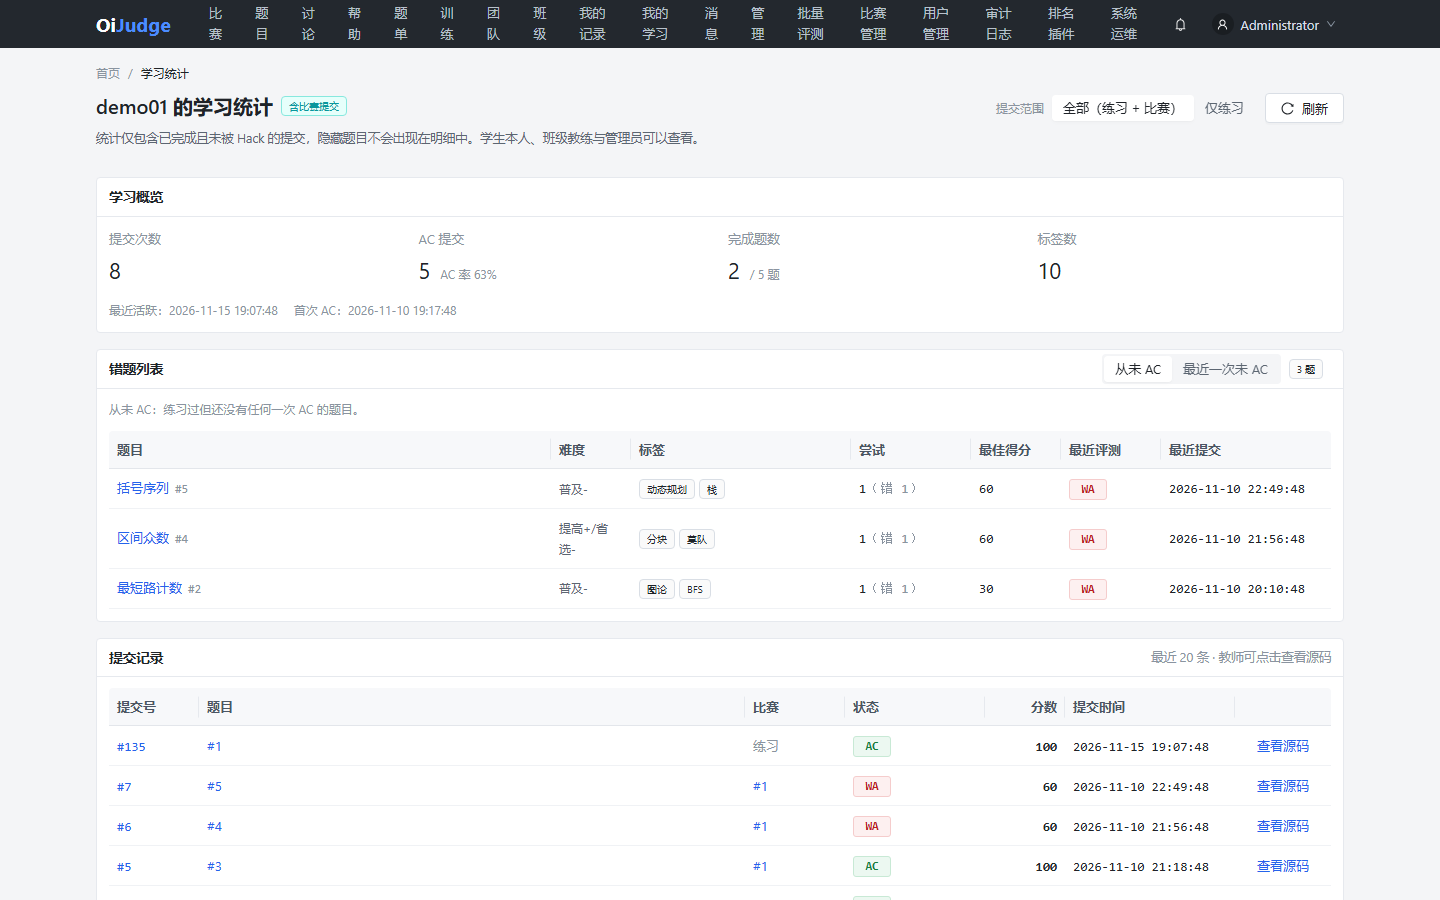 OiJudge 比赛 题目 讨论 帮助 题单 训练 团队 班级 我的记录 我的学习 消息 管理 批量评测 比赛管理 用户管理 审计日志 排名插件 系统运维 Administrator
首页 / 学习统计
demo01 的学习统计 含比赛提交 提交范围 全部（练习 + 比赛） 仅练习 刷新
统计仅包含已完成且未被 Hack 的提交，隐藏题目不会出现在明细中。学生本人、班级教练与管理员可以查看。
学习概览
提交次数 AC 提交 完成题数 标签数
8 5 AC 率 63% 2 / 5 题 10
最近活跃：2026-11-15 19:07:48 首次 AC：2026-11-10 19:17:48
错题列表 从未 AC 最近一次未 AC 3 题
从未 AC：练习过但还没有任何一次 AC 的题目。
题目 难度 标签 尝试 最佳得分 最近评测 最近提交
括号序列 #5 普及- 动态规划 栈 1（错 1） 60 WA 2026-11-10 22:49:48
区间众数 #4 提高+/省选- 分块 莫队 1（错 1） 60 WA 2026-11-10 21:56:48
最短路计数 #2 普及- 图论 BFS 1（错 1） 30 WA 2026-11-10 20:10:48
提交记录 最近 20 条 · 教师可点击查看源码
提交号 题目 比赛 状态 分数 提交时间
#135 #1 练习 AC 100 2026-11-15 19:07:48 查看源码
#7 #5 #1 WA 60 2026-11-10 22:49:48 查看源码
#6 #4 #1 WA 60 2026-11-10 21:56:48 查看源码
#5 #3 #1 AC 100 2026-11-10 21:18:48 查看源码